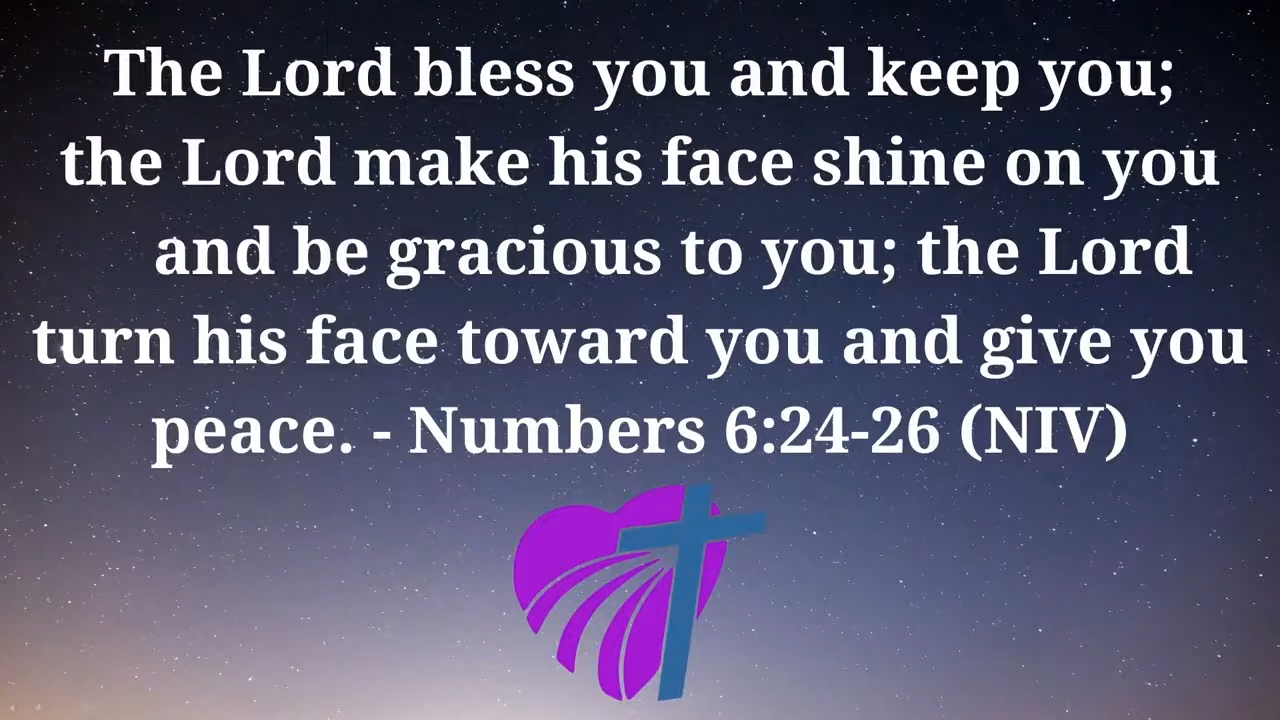 The Lord bless you and keep you;
the Lord make his face shine on you
and be gracious to you; the Lord
turn his face toward you and give you
peace. - Numbers 6:24-26 (NIV)